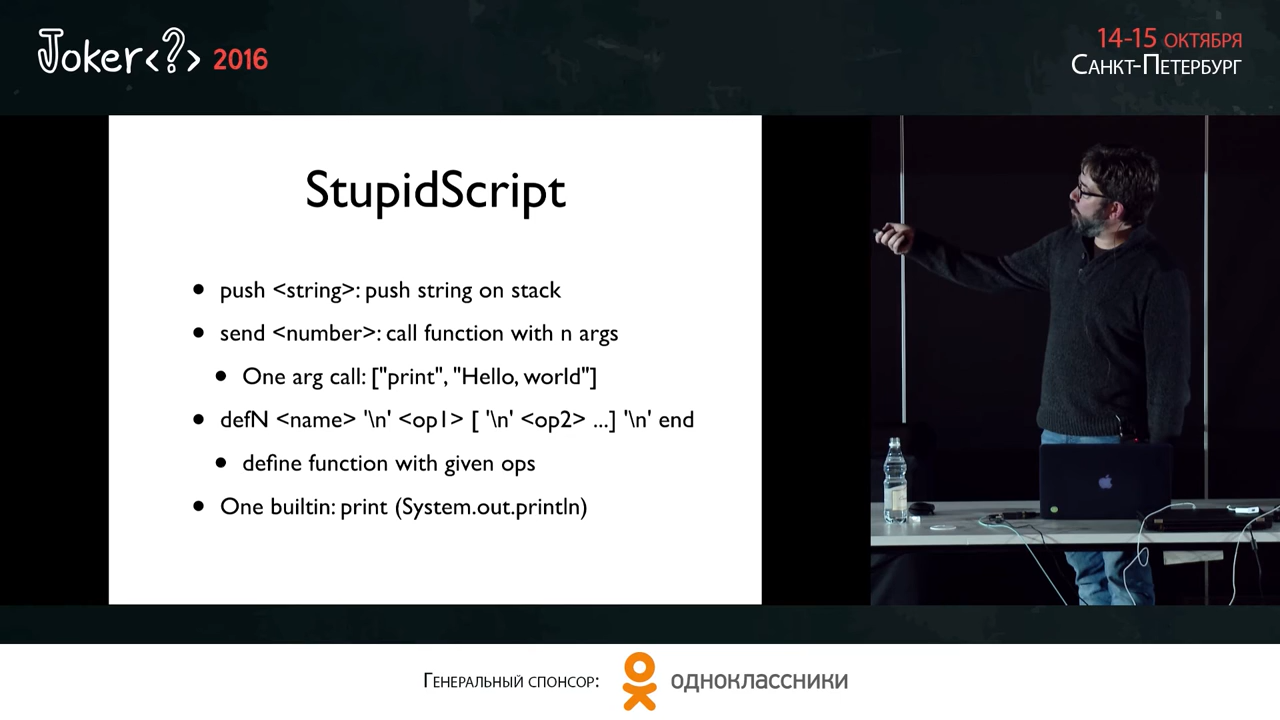 Joker<?> 2016
14-15 октября
Санкт-Петербург
StupidScript
• push <string>: push string on stack
• send <number>: call function with n args
• One arg call: ["print", "Hello, world"]
• defN <name> '\n' <op1> [ '\n' <op2> ...] '\n' end
• define function with given ops
• One builtin: print (System.out.println)
Генеральный спонсор:
одноклассники